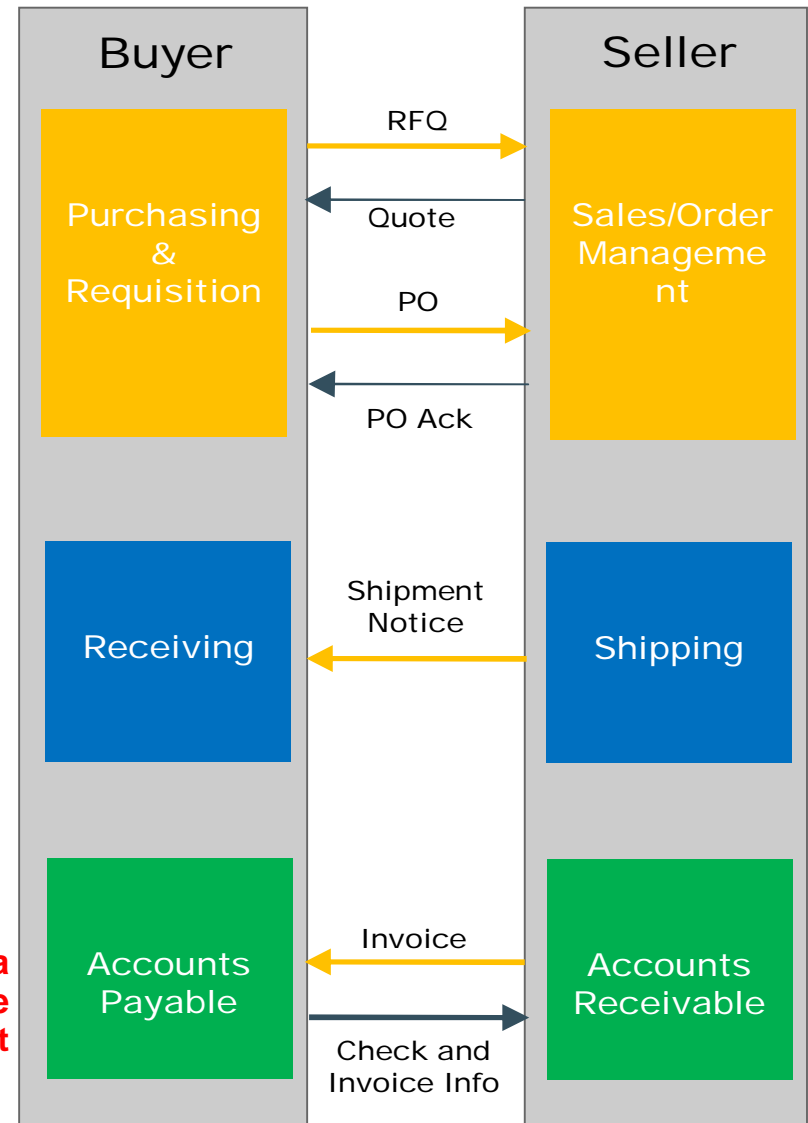 Buyer
Seller
RFQ
Purchasing
&
Requisition
Quote
Sales/Order
Manageme
nt
PO
PO Ack
Receiving
Shipment
Notice
Shipping
Accounts
Payable
Invoice
Accounts
Receivable
Check and
Invoice Info
a
e
t